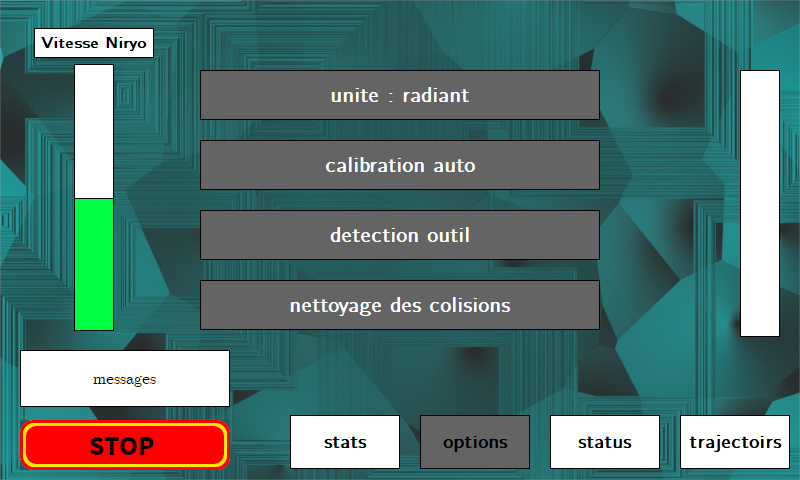 Vitesse Niryo
unite : radiant
calibration auto
detection outil
nettoyage des colisions
messages
STOP
stats
options
status
trajectoirs